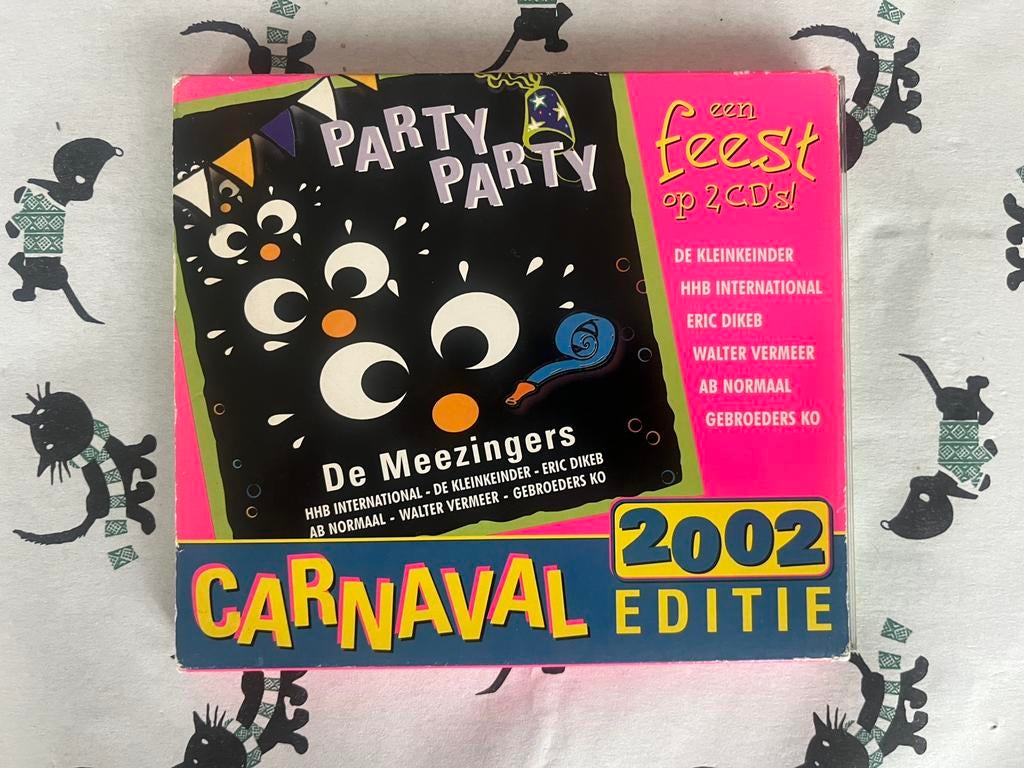 PARTY
PARTY
De Meezingers
HHB INTERNATIONAL - DE KLEINKEINDER - ERIC DIKEB
AB NORMAAL - WALTER VERMEER - GEBROEDERS KO
een
feest
op 2 CD's!
DE KLEINKEINDER
HHB INTERNATIONAL
ERIC DIKEB
WALTER VERMEER
AB NORMAAL
GEBROEDERS KO
CARNAVAL
2002
EDITIE